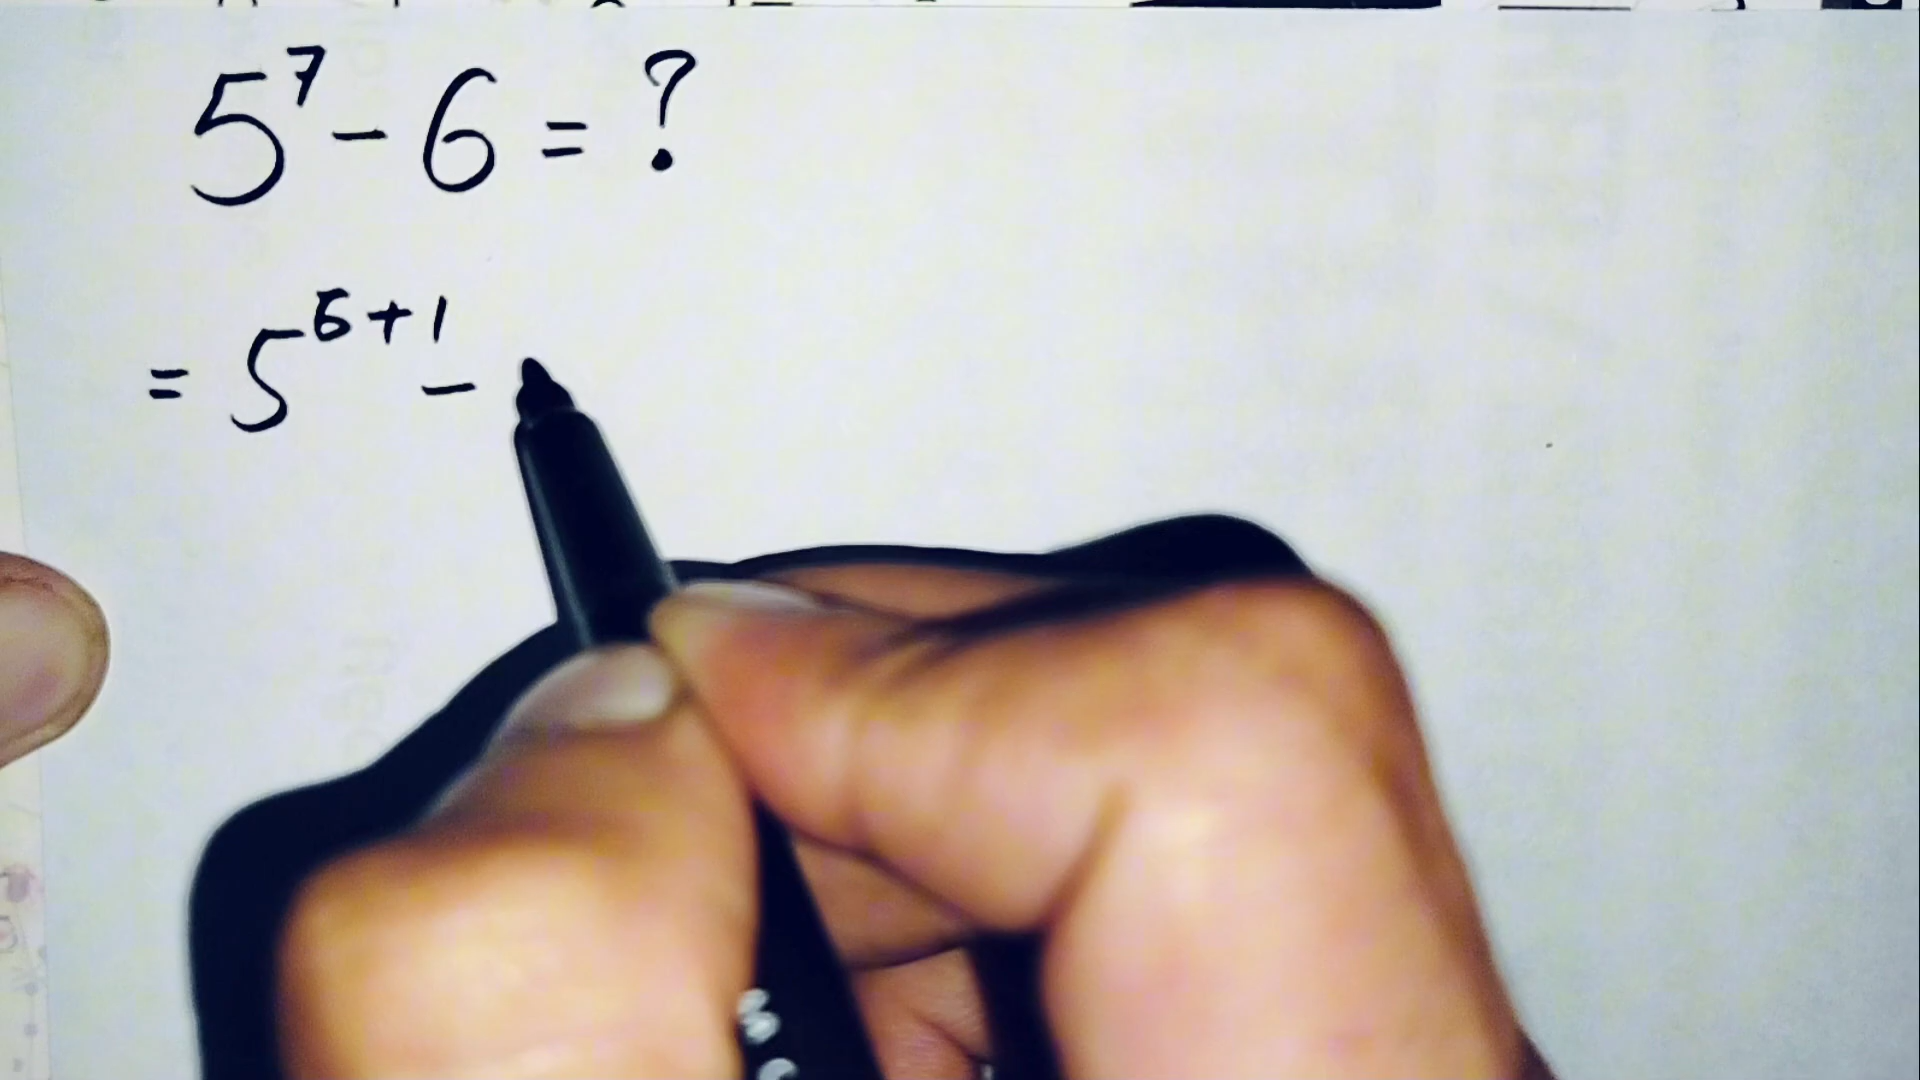 5⁷ - 6 = ?
= 5⁶⁺¹ -